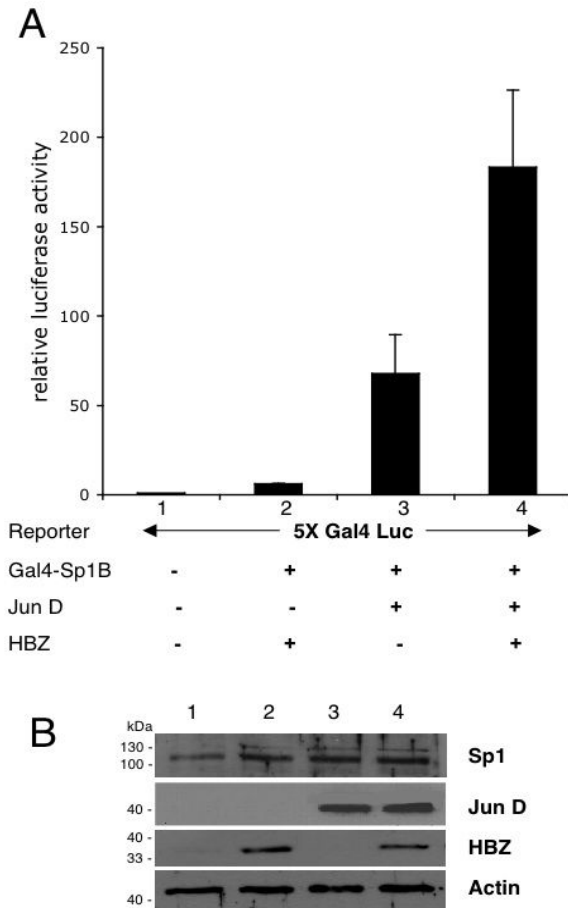 A
250
200
150
100
50
0
relative luciferase activity
1 2 3 4
Reporter 5X Gal4 Luc
Gal4-Sp1B - + + +
Jun D - - + +
HBZ - + - +
B
kDa 1 2 3 4
130 -
100 -
Sp1
40 - Jun D
40 -
33 -
HBZ
40 - Actin